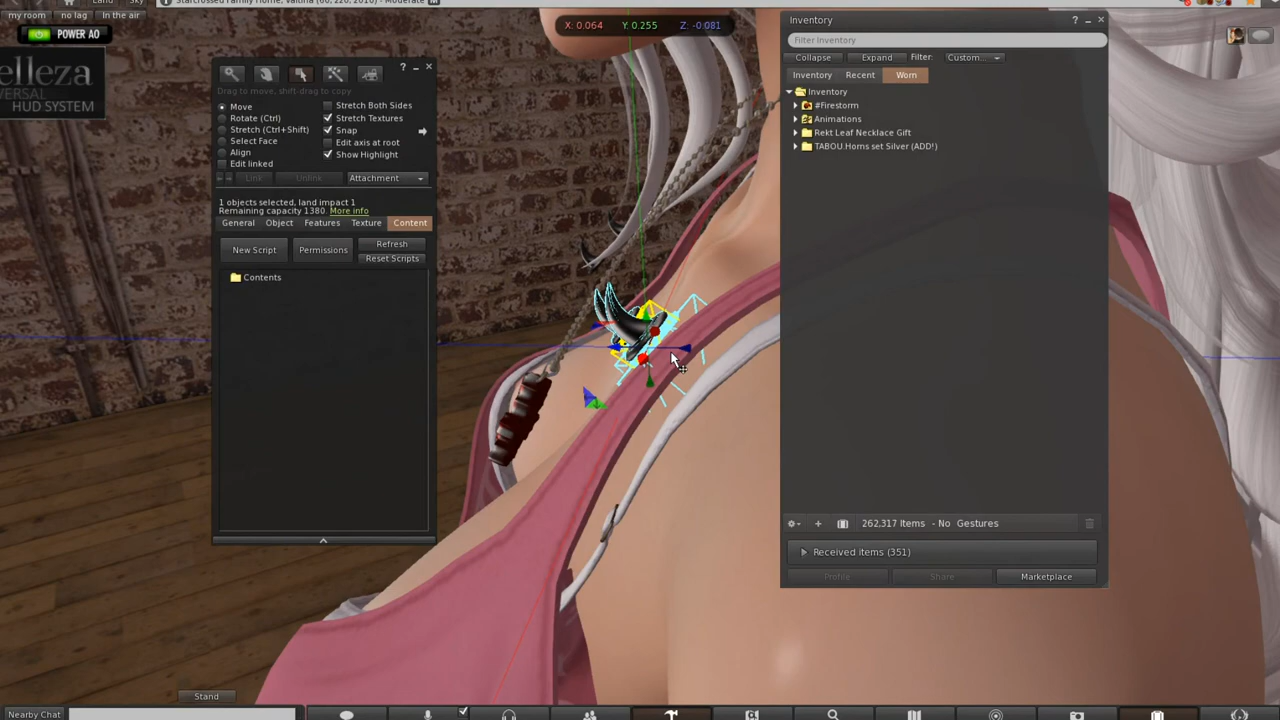 Starcrossed Family Home, Valtina (60, 220, 2010) - Moderate
Land
Sky
my room
no lag
In the air
POWER AO
elleza
VERSAL
HUD SYSTEM
X: 0.064 Y: 0.255 Z: -0.081
Drag to move, shift-drag to copy
Move
Rotate (Ctrl)
Stretch (Ctrl+Shift)
Select Face
Align
Edit linked
Stretch Both Sides
Stretch Textures
Snap
Edit axis at root
Show Highlight
Link
Unlink
Attachment
1 objects selected, land impact 1
Remaining capacity 1380. More info
General
Object
Features
Texture
Content
New Script
Permissions
Refresh
Reset Scripts
Contents
Inventory
Filter Inventory
Collapse
Expand
Filter:
Custom...
Inventory
Recent
Worn
Inventory
#Firestorm
Animations
Rekt Leaf Necklace Gift
TABOU.Horns set Silver (ADD!)
262,317 Items - No Gestures
Received items (351)
Profile
Share
Marketplace
Stand
Nearby Chat